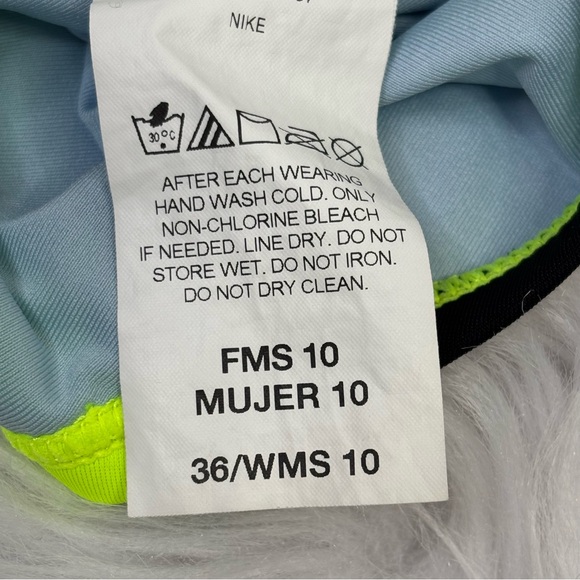 NIKE
30°C
AFTER EACH WEARING
HAND WASH COLD. ONLY
NON-CHLORINE BLEACH
IF NEEDED. LINE DRY. DO NOT
STORE WET. DO NOT IRON.
DO NOT DRY CLEAN.
FMS 10
MUJER 10
36/WMS 10